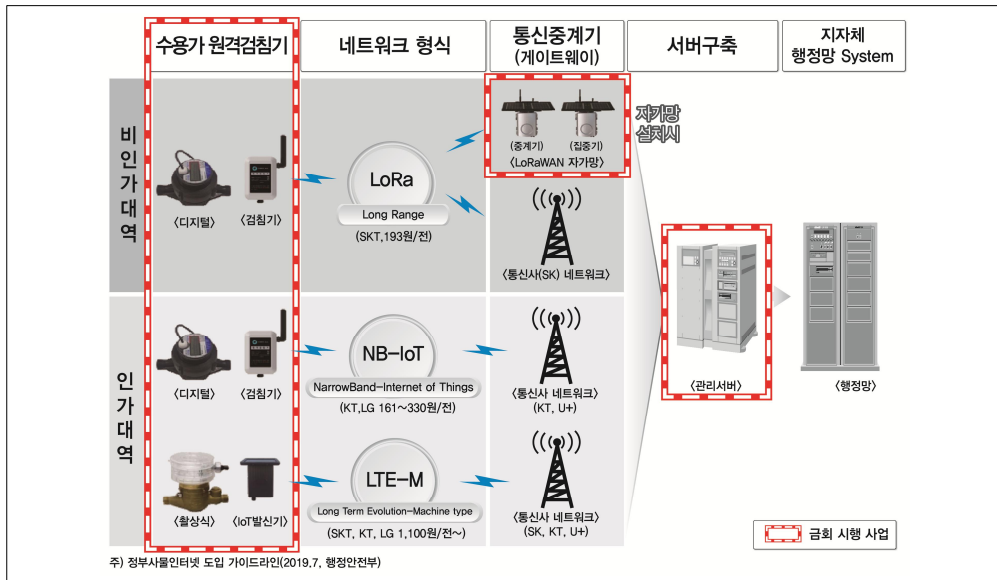 수용가 원격검침기
네트워크 형식
통신중계기
(게이트웨이)
서버구축
지자체
행정망 System
비인가대역
〈디지털〉
〈검침기〉
LoRa
Long Range
(SKT,193원/전)
(중계기)
(집중기)
〈LoRaWAN 자가망〉
자가망
설치시
〈통신사(SK) 네트워크〉
인가대역
〈디지털〉
〈검침기〉
NB-IoT
NarrowBand-Internet of Things
(KT,LG 161～330원/전)
〈통신사 네트워크〉
(KT, U+)
〈촬상식〉
〈IoT발신기〉
LTE-M
Long Term Evolution-Machine type
(SKT, KT, LG 1,100원/전～)
〈통신사 네트워크〉
(SK, KT, U+)
〈관리서버〉
〈행정망〉
금회 시행 사업
주) 정부사물인터넷 도입 가이드라인(2019.7, 행정안전부)